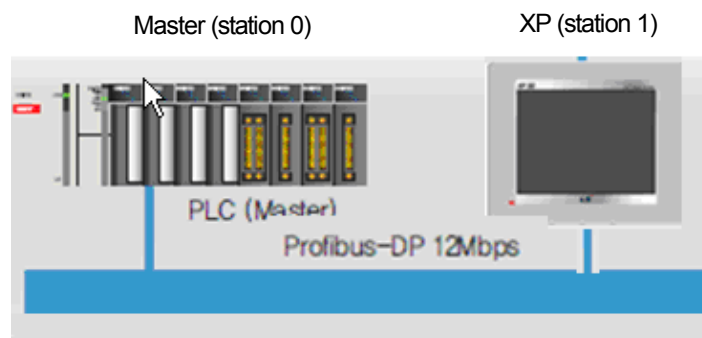 Master (station 0)
XP (station 1)
PLC (Master)
Profibus-DP 12Mbps